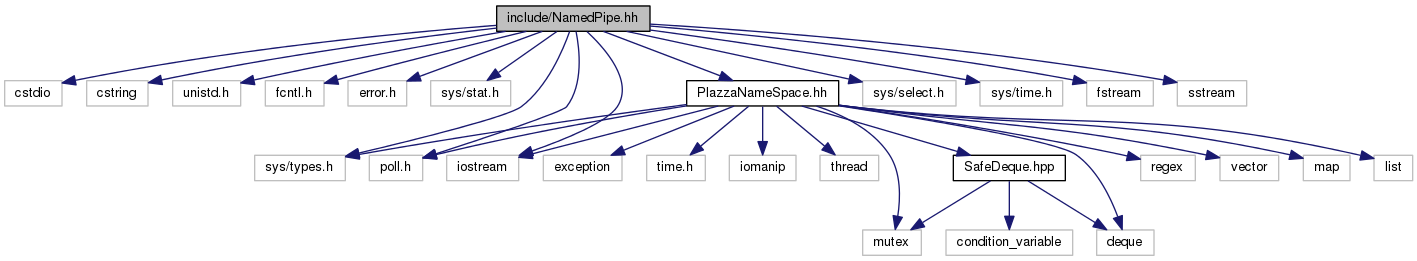 include/NamedPipe.hh
cstdio
cstring
unistd.h
fcntl.h
error.h
sys/stat.h
PlazzaNameSpace.hh
sys/select.h
sys/time.h
fstream
sstream
sys/types.h
poll.h
iostream
exception
time.h
iomanip
thread
SafeDeque.hpp
regex
vector
map
list
mutex
condition_variable
deque